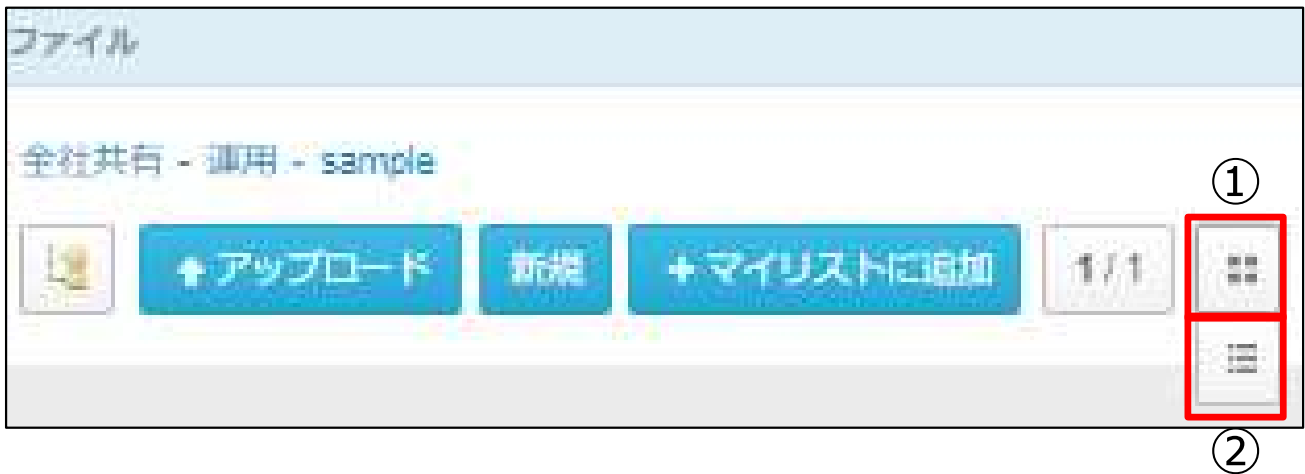 ファイル
全社共有 - 運用 - sample
①
アップロード 新規 +マイリストに追加 1/1
②